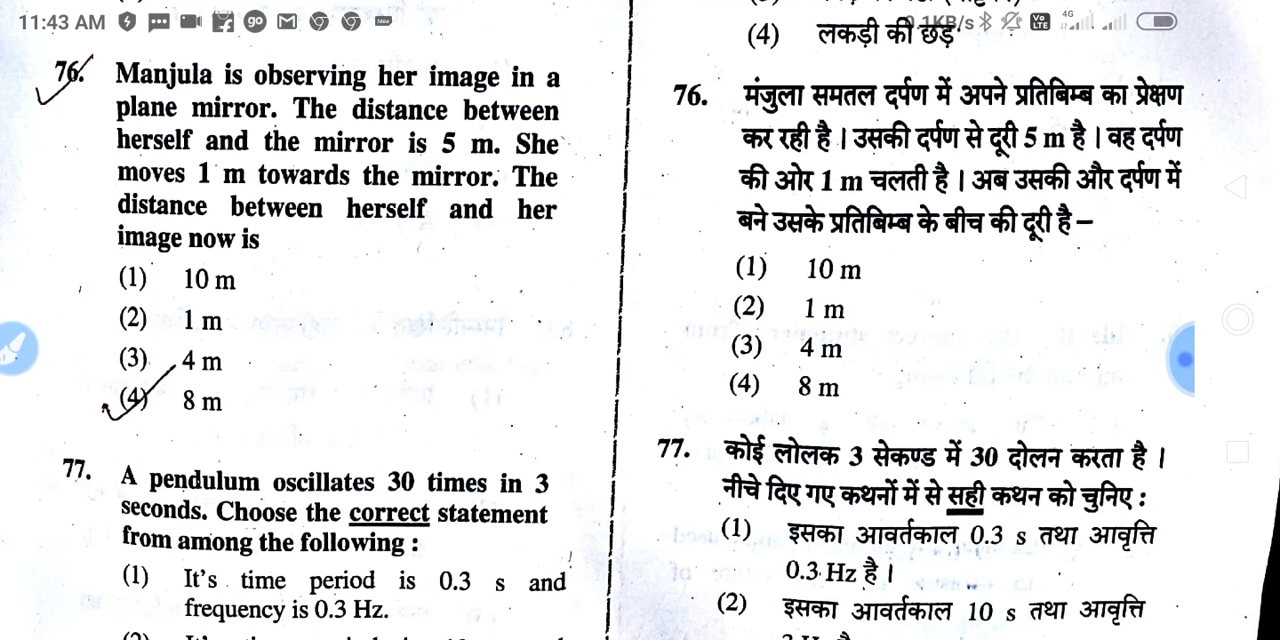 11:43 AM
0.1KB/s
4G
(4) लकड़ी की छड़
76. Manjula is observing her image in a
plane mirror. The distance between
herself and the mirror is 5 m. She
moves 1 m towards the mirror. The
distance between herself and her
image now is
(1) 10 m
(2) 1 m
(3) 4 m
(4) 8 m
77. A pendulum oscillates 30 times in 3
seconds. Choose the correct statement
from among the following :
(1) It's time period is 0.3 s and
frequency is 0.3 Hz.
76. मंजुला समतल दर्पण में अपने प्रतिबिम्ब का प्रेक्षण
कर रही है । उसकी दर्पण से दूरी 5 m है । वह दर्पण
की ओर 1 m चलती है । अब उसकी और दर्पण में
बने उसके प्रतिबिम्ब के बीच की दूरी है –
(1) 10 m
(2) 1 m
(3) 4 m
(4) 8 m
77. कोई लोलक 3 सेकण्ड में 30 दोलन करता है ।
नीचे दिए गए कथनों में से सही कथन को चुनिए :
(1) इसका आवर्तकाल 0.3 s तथा आवृत्ति
0.3 Hz है ।
(2) इसका आवर्तकाल 10 s तथा आवृत्ति